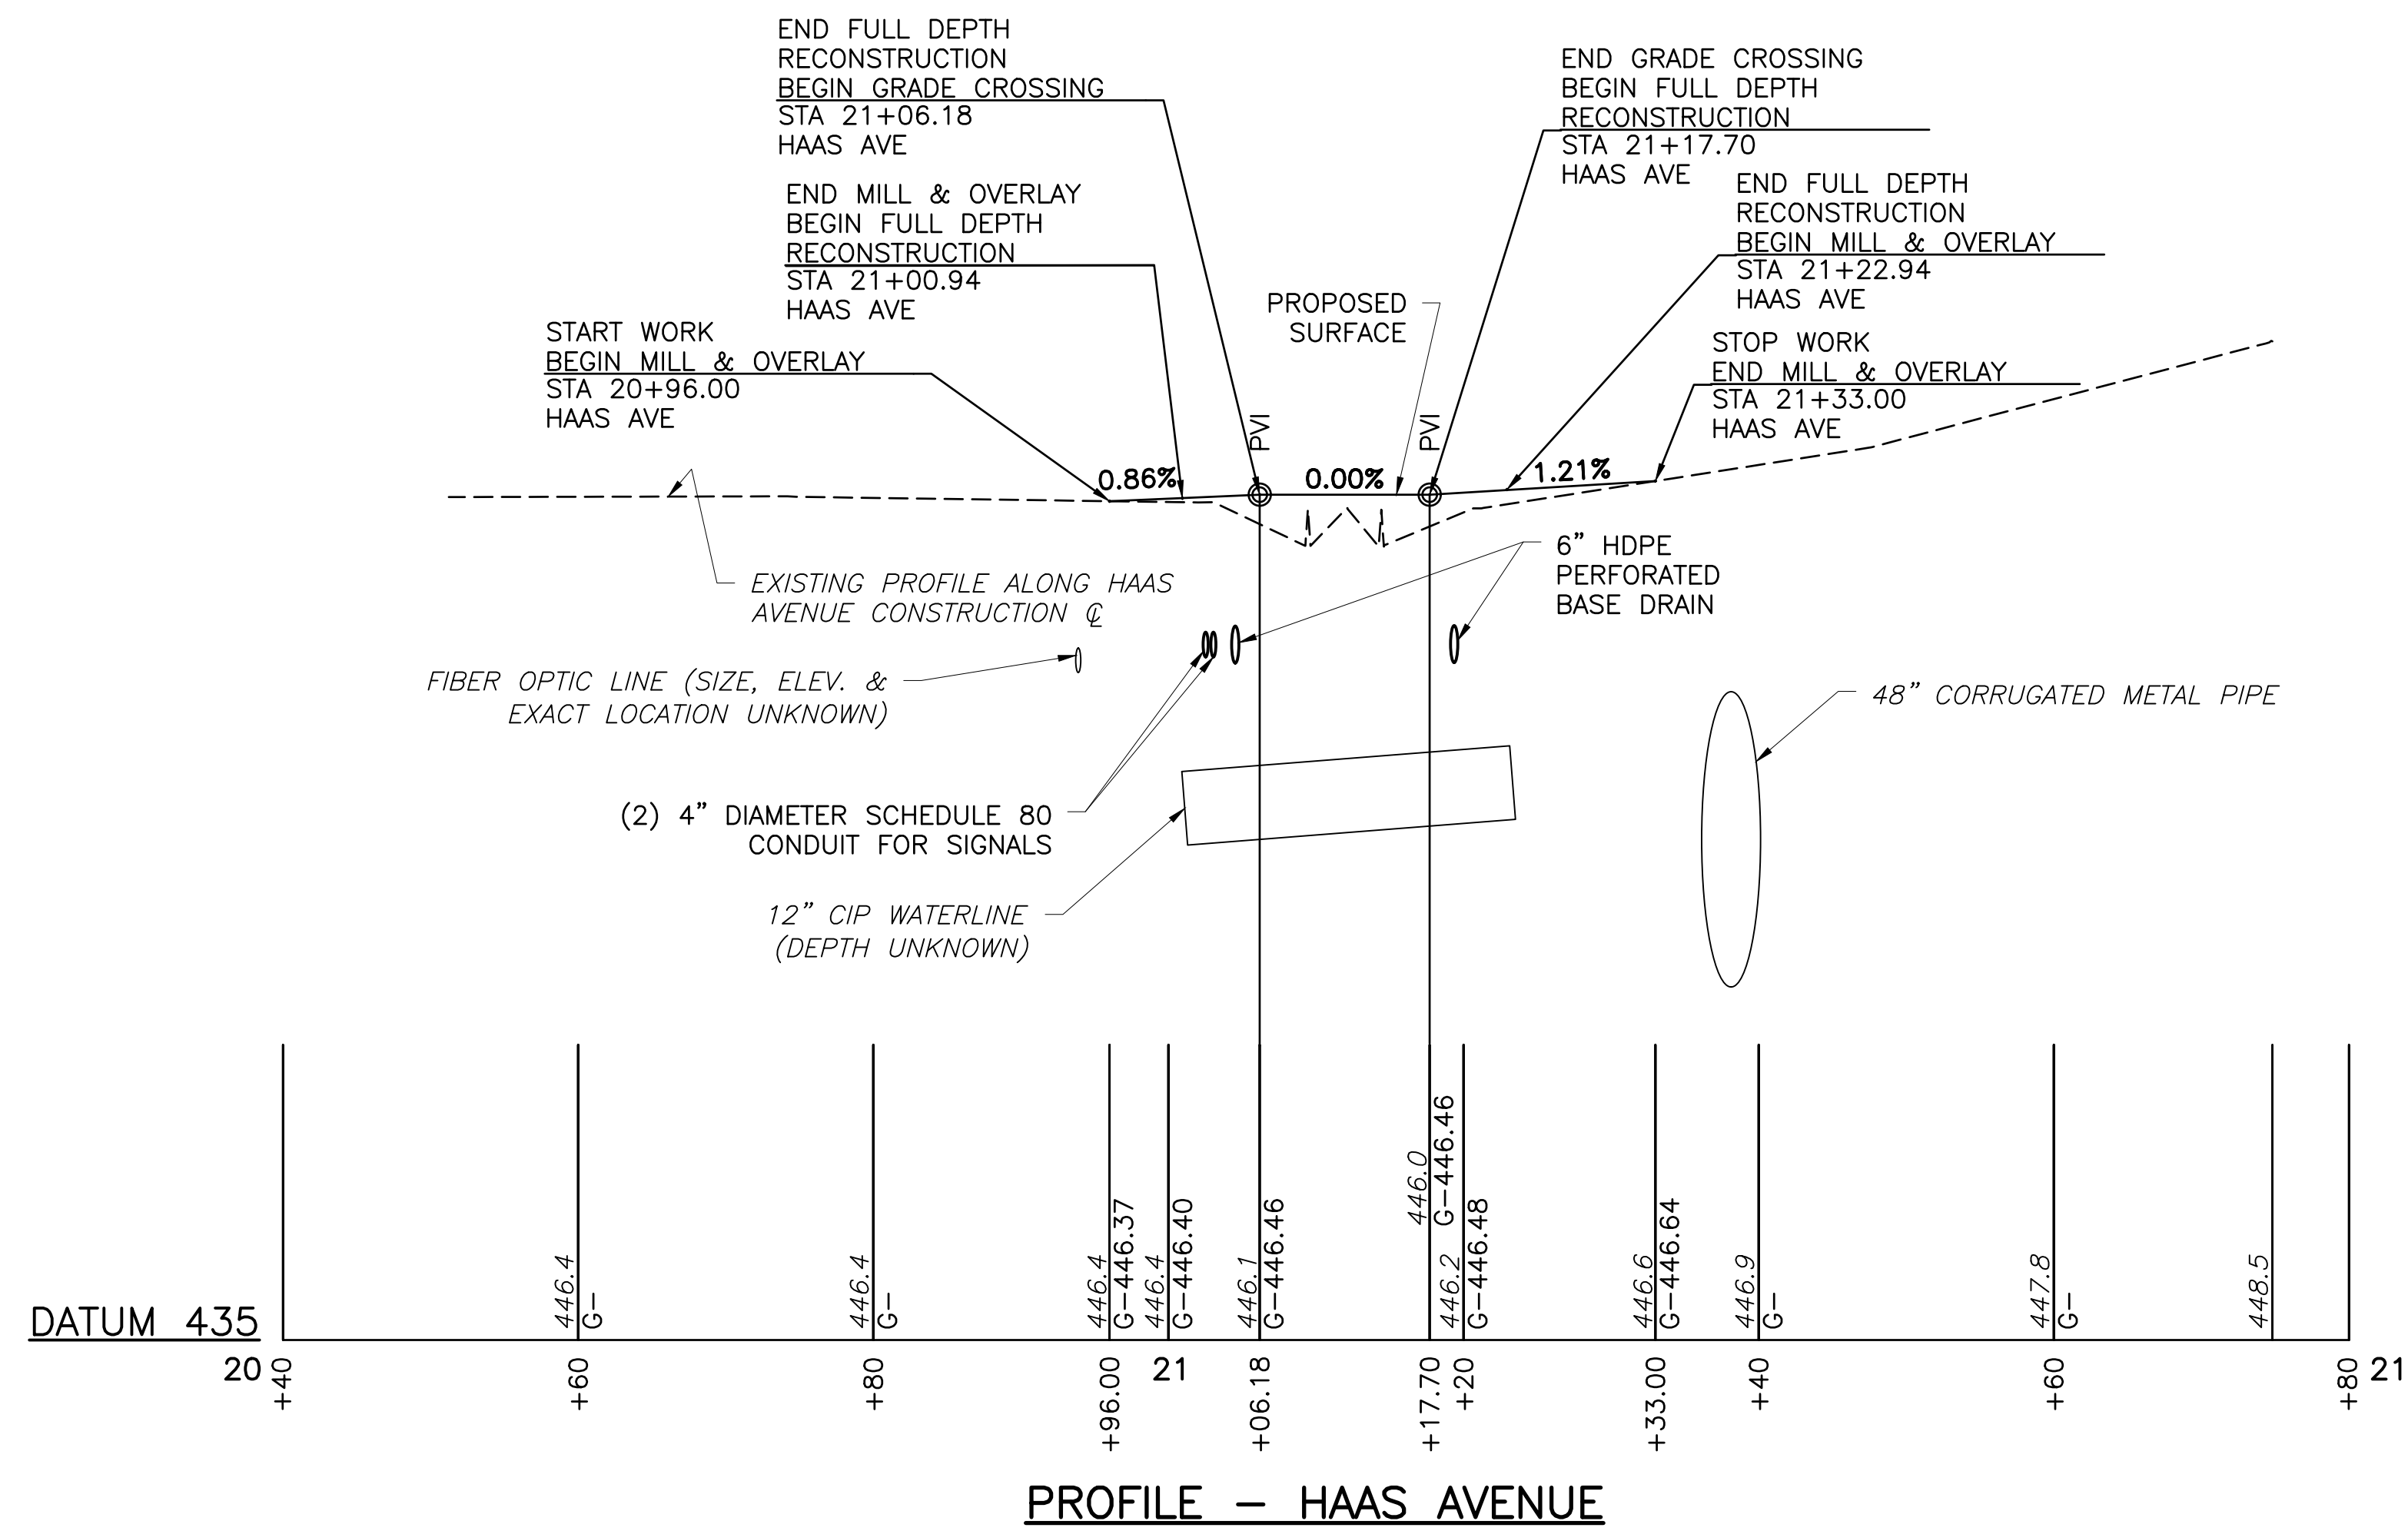 END FULL DEPTH
RECONSTRUCTION
BEGIN GRADE CROSSING
STA 21+06.18
HAAS AVE
END GRADE CROSSING
BEGIN FULL DEPTH
RECONSTRUCTION
STA 21+17.70
HAAS AVE
END MILL & OVERLAY
BEGIN FULL DEPTH
RECONSTRUCTION
STA 21+00.94
HAAS AVE
END FULL DEPTH
RECONSTRUCTION
BEGIN MILL & OVERLAY
STA 21+22.94
HAAS AVE
PROPOSED
SURFACE
START WORK
BEGIN MILL & OVERLAY
STA 20+96.00
HAAS AVE
STOP WORK
END MILL & OVERLAY
STA 21+33.00
HAAS AVE
PVI
PVI
0.86%
0.00%
1.21%
EXISTING PROFILE ALONG HAAS
AVENUE CONSTRUCTION ℄
6" HDPE
PERFORATED
BASE DRAIN
FIBER OPTIC LINE (SIZE, ELEV. &
EXACT LOCATION UNKNOWN)
48" CORRUGATED METAL PIPE
(2) 4" DIAMETER SCHEDULE 80
CONDUIT FOR SIGNALS
12" CIP WATERLINE
(DEPTH UNKNOWN)
446.4
G-
446.4
G-
446.4
G-446.37
446.4
G-446.40
446.1
G-446.46
446.0
G-446.46
446.2
G-446.48
446.6
G-446.64
446.9
G-
447.8
G-
448.5
DATUM 435
20
+40
+60
+80
+96.00
21
+06.18
+17.70
+20
+33.00
+40
+60
+80
21
PROFILE - HAAS AVENUE